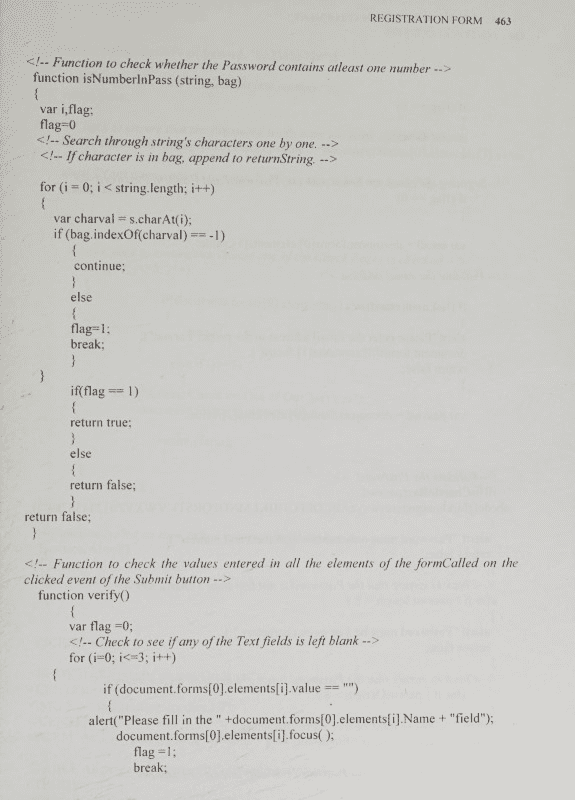 REGISTRATION FORM 463
<!-- Function to check whether the Password contains atleast one number -->
function isNumberInPass (string, bag)
{
var i,flag;
flag=0
<!-- Search through string's characters one by one. -->
<!-- If character is in bag, append to returnString. -->
for (i = 0; i < string.length; i++)
{
var charval = s.charAt(i);
if (bag.indexOf(charval) == -1)
{
continue;
}
else
{
flag=1;
break;
}
}
if(flag == 1)
{
return true;
}
else
{
return false;
}
return false;
}
<!-- Function to check the values entered in all the elements of the formCalled on the
clicked event of the Submit button -->
function verify()
{
var flag =0;
<!-- Check to see if any of the Text fields is left blank -->
for (i=0; i<=3; i++)
{
if (document.forms[0].elements[i].value == "")
{
alert("Please fill in the " +document.forms[0].elements[i].Name + "field");
document.forms[0].elements[i].focus( );
flag =1;
break;